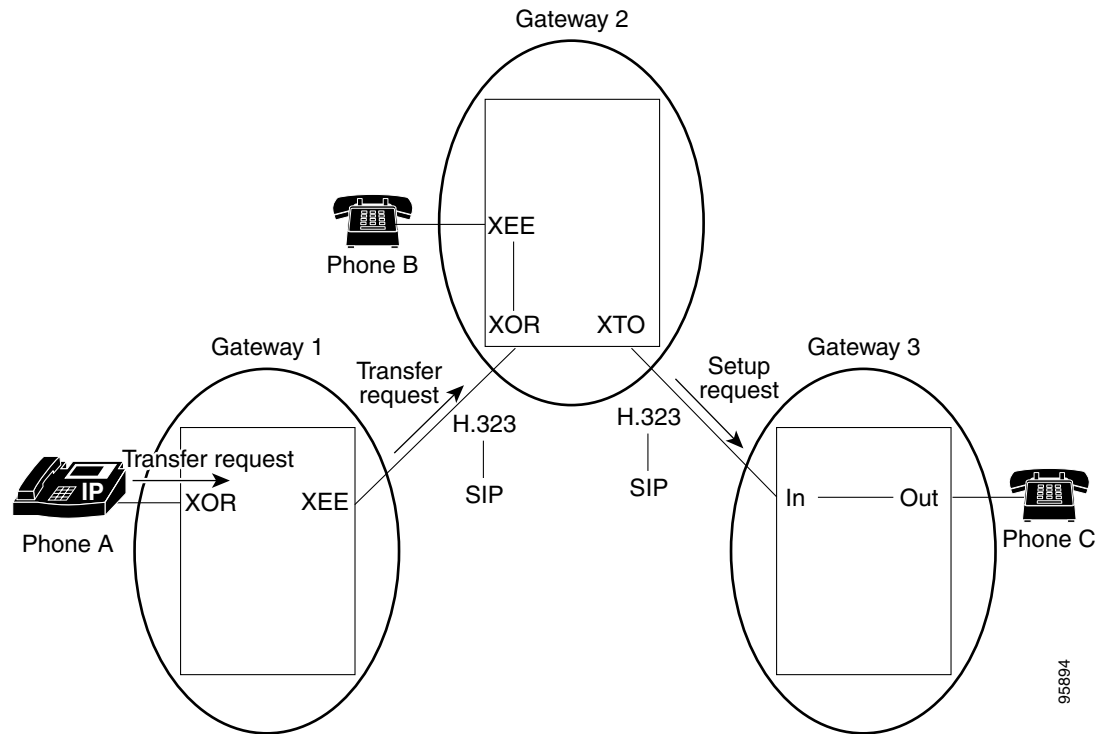 Gateway 2
XEE
Phone B
XOR XTO
Gateway 1
Transfer
request
Setup
request
Gateway 3
H.323
SIP
H.323
SIP
Transfer request
IP
XOR XEE
Phone A
In Out
Phone C
95894